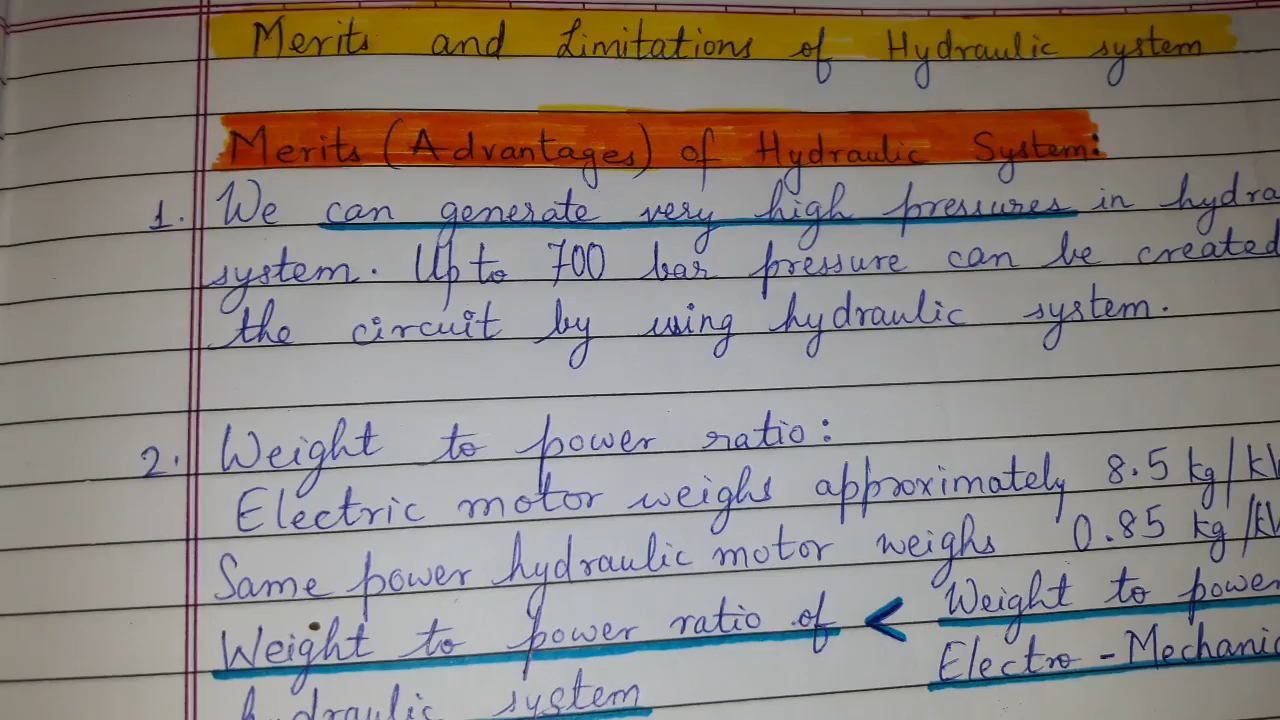 Merits and Limitations of Hydraulic system
Merits (Advantages) of Hydraulic System:
1. We can generate very high pressures in hydra
system. Up to 700 bar pressure can be created
the circuit by using hydraulic system.
2. Weight to power ratio:
Electric motor weighs approximately 8.5 kg/k
Same power hydraulic motor weighs 0.85 kg/k
Weight to power ratio of < Weight to power
hydraulic system Electro-Mechanic